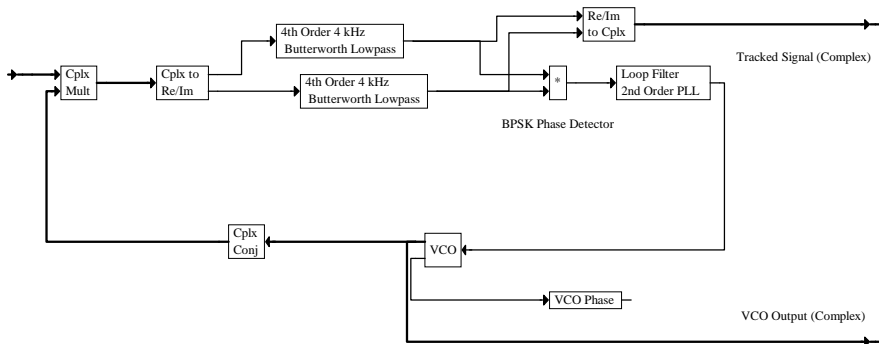 4th Order 4 kHz
Butterworth Lowpass
Re/Im
to Cplx
Tracked Signal (Complex)
Cplx
Mult
Cplx to
Re/Im
4th Order 4 kHz
Butterworth Lowpass
*
Loop Filter
2nd Order PLL
BPSK Phase Detector
Cplx
Conj
VCO
VCO Phase
VCO Output (Complex)